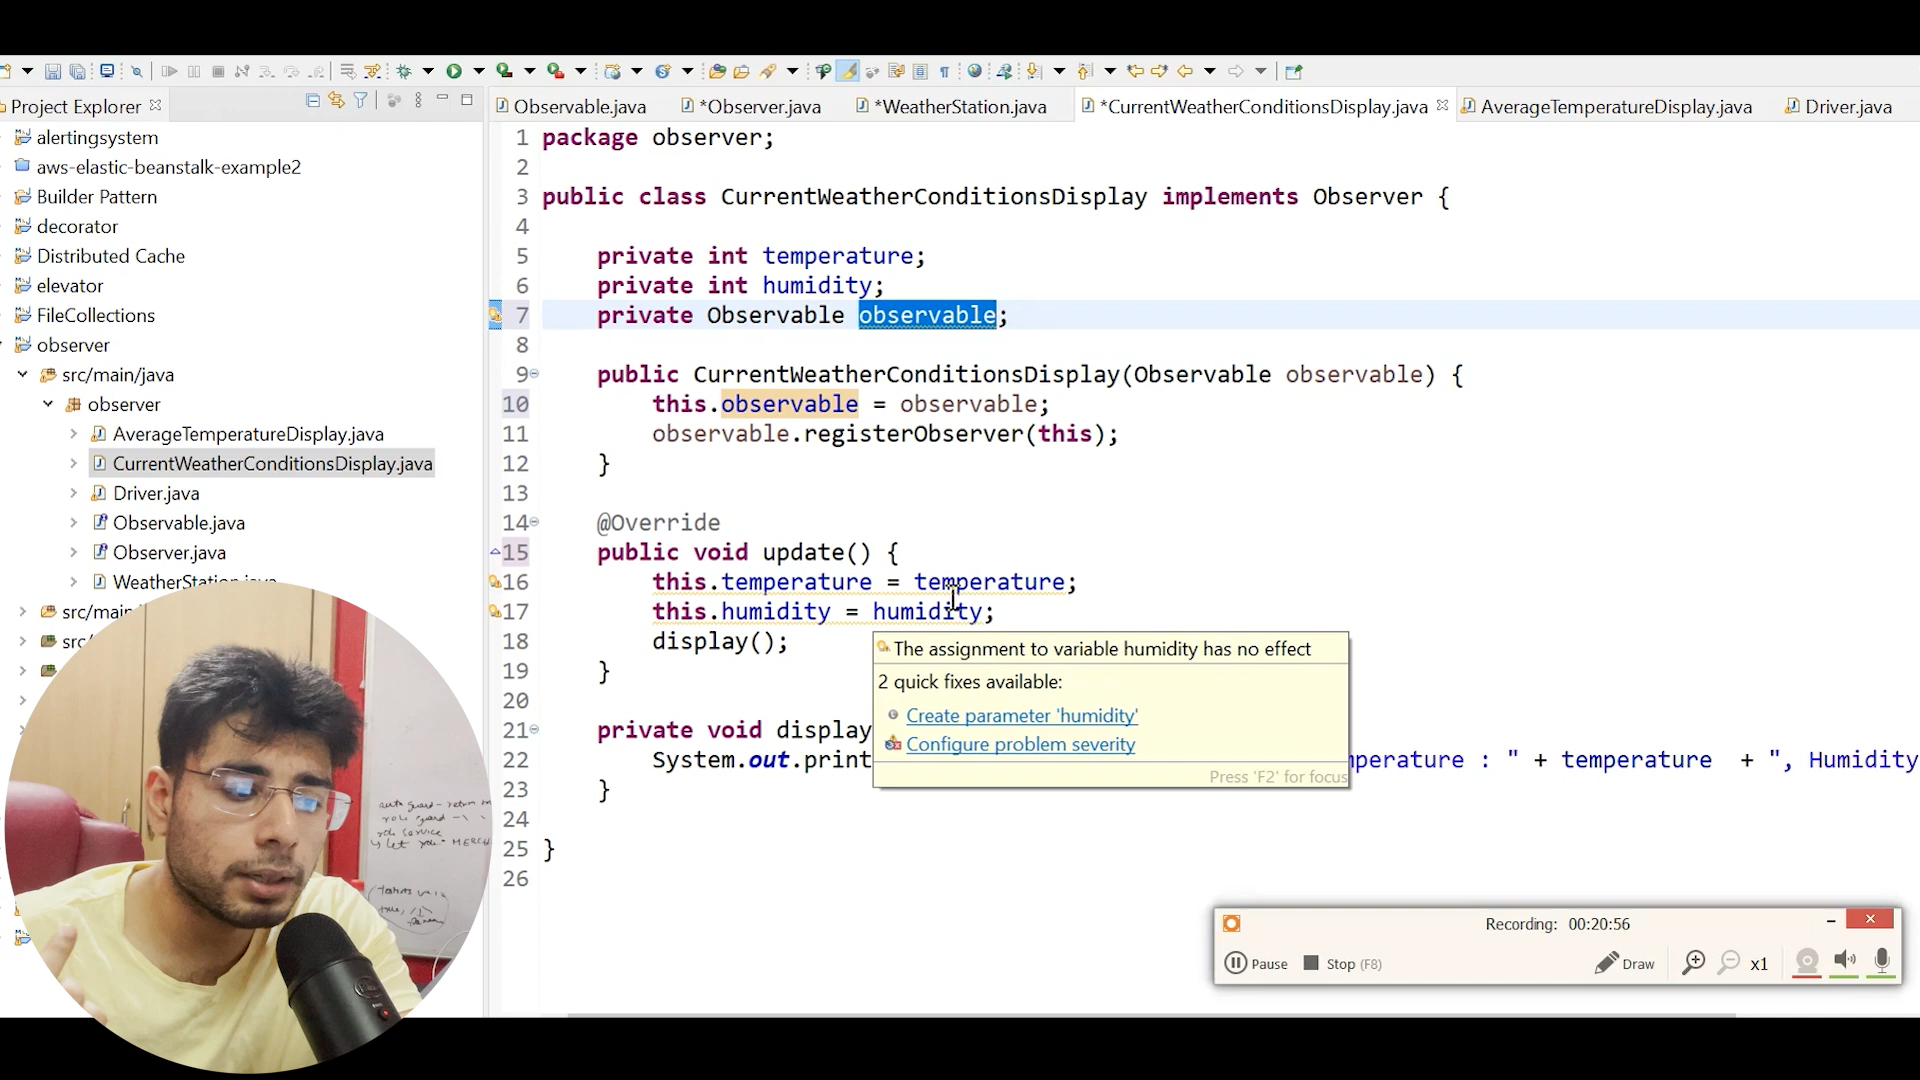 Project Explorer
Observable.java
*Observer.java
*WeatherStation.java
*CurrentWeatherConditionsDisplay.java
AverageTemperatureDisplay.java
Driver.java
alertingsystem
aws-elastic-beanstalk-example2
Builder Pattern
decorator
Distributed Cache
elevator
FileCollections
observer
src/main/java
observer
AverageTemperatureDisplay.java
CurrentWeatherConditionsDisplay.java
Driver.java
Observable.java
Observer.java
WeatherStation.java
src/main
src
1 package observer;
2
3 public class CurrentWeatherConditionsDisplay implements Observer {
4
5 private int temperature;
6 private int humidity;
7 private Observable observable;
8
9 public CurrentWeatherConditionsDisplay(Observable observable) {
10 this.observable = observable;
11 observable.registerObserver(this);
12 }
13
14 @Override
15 public void update() {
16 this.temperature = temperature;
17 this.humidity = humidity;
18 display();
19 }
20
21 private void display
22 System.out.print mperature : " + temperature + ", Humidity
23 }
24
25 }
26
The assignment to variable humidity has no effect
2 quick fixes available:
Create parameter 'humidity'
Configure problem severity
Press 'F2' for focus
Recording: 00:20:56
Pause
Stop (F8)
Draw
x1